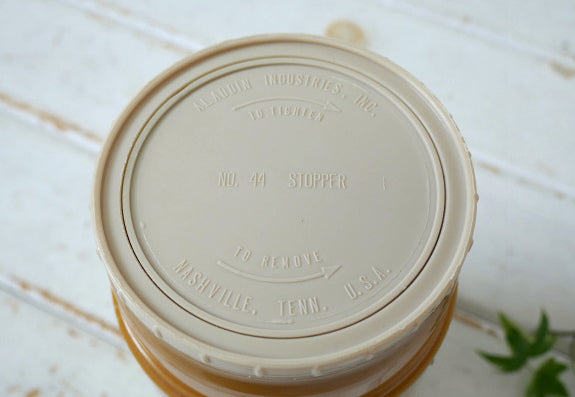 ALADDIN INDUSTRIES, INC.
TO TIGHTEN
NO. 44 STOPPER
TO REMOVE
NASHVILLE, TENN. U.S.A.